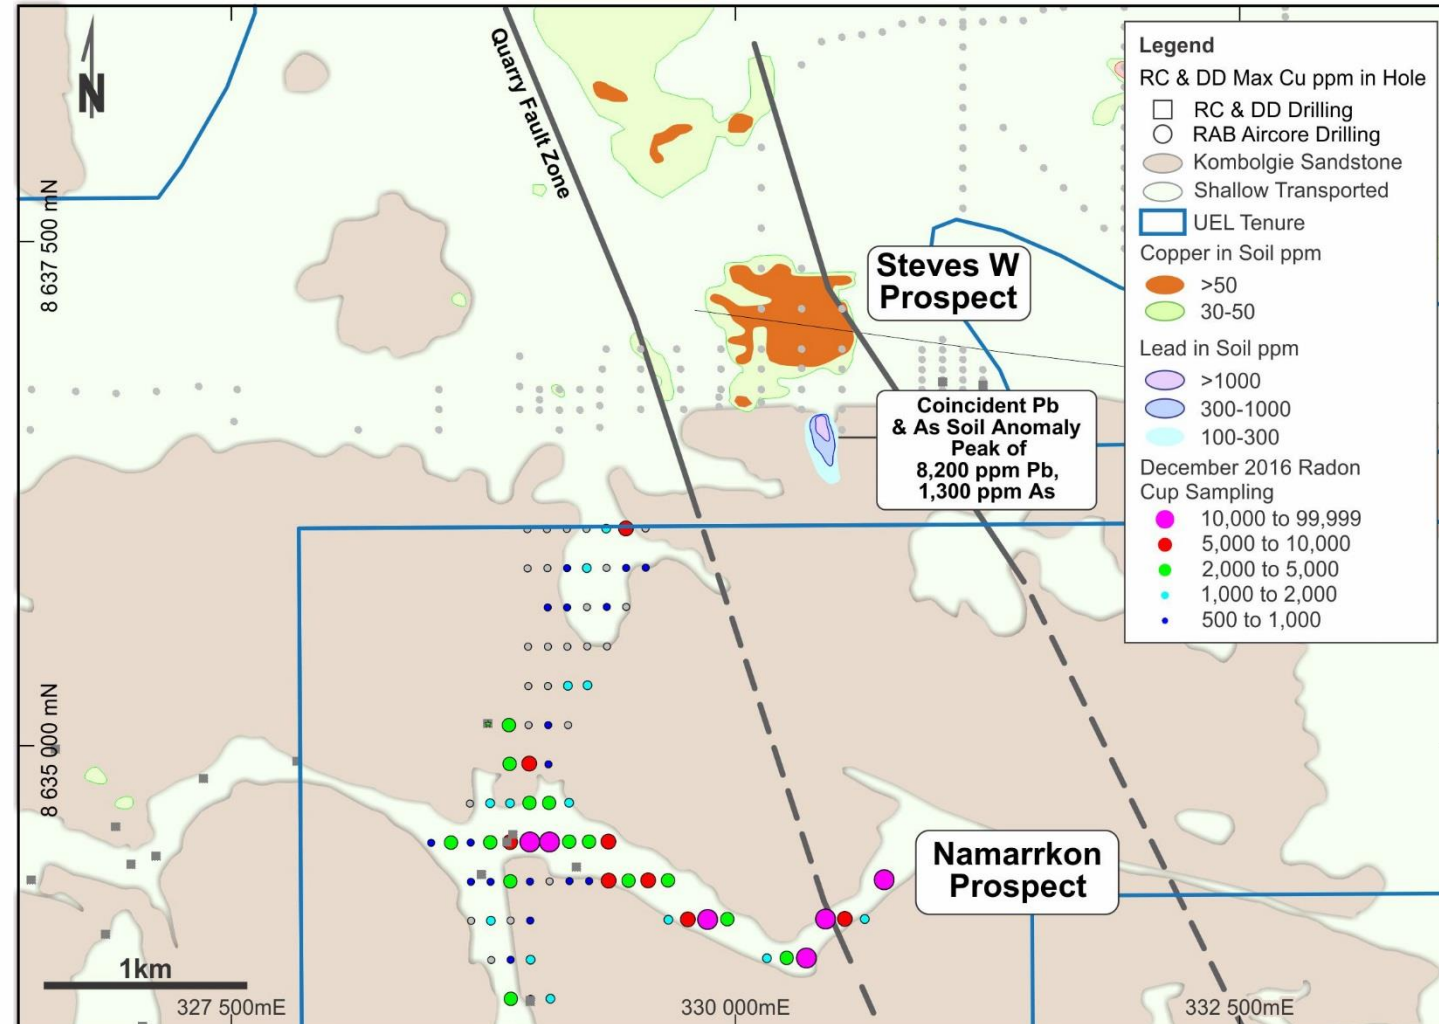 N
Quarry Fault Zone
8 637 500 mN
8 635 000 mN
Steves W
Prospect
Coincident Pb
& As Soil Anomaly
Peak of
8,200 ppm Pb,
1,300 ppm As
Namarrkon
Prospect
1km
327 500mE
330 000mE
332 500mE
Legend
RC & DD Max Cu ppm in Hole
RC & DD Drilling
RAB Aircore Drilling
Kombolgie Sandstone
Shallow Transported
UEL Tenure
Copper in Soil ppm
>50
30-50
Lead in Soil ppm
>1000
300-1000
100-300
December 2016 Radon
Cup Sampling
10,000 to 99,999
5,000 to 10,000
2,000 to 5,000
1,000 to 2,000
500 to 1,000